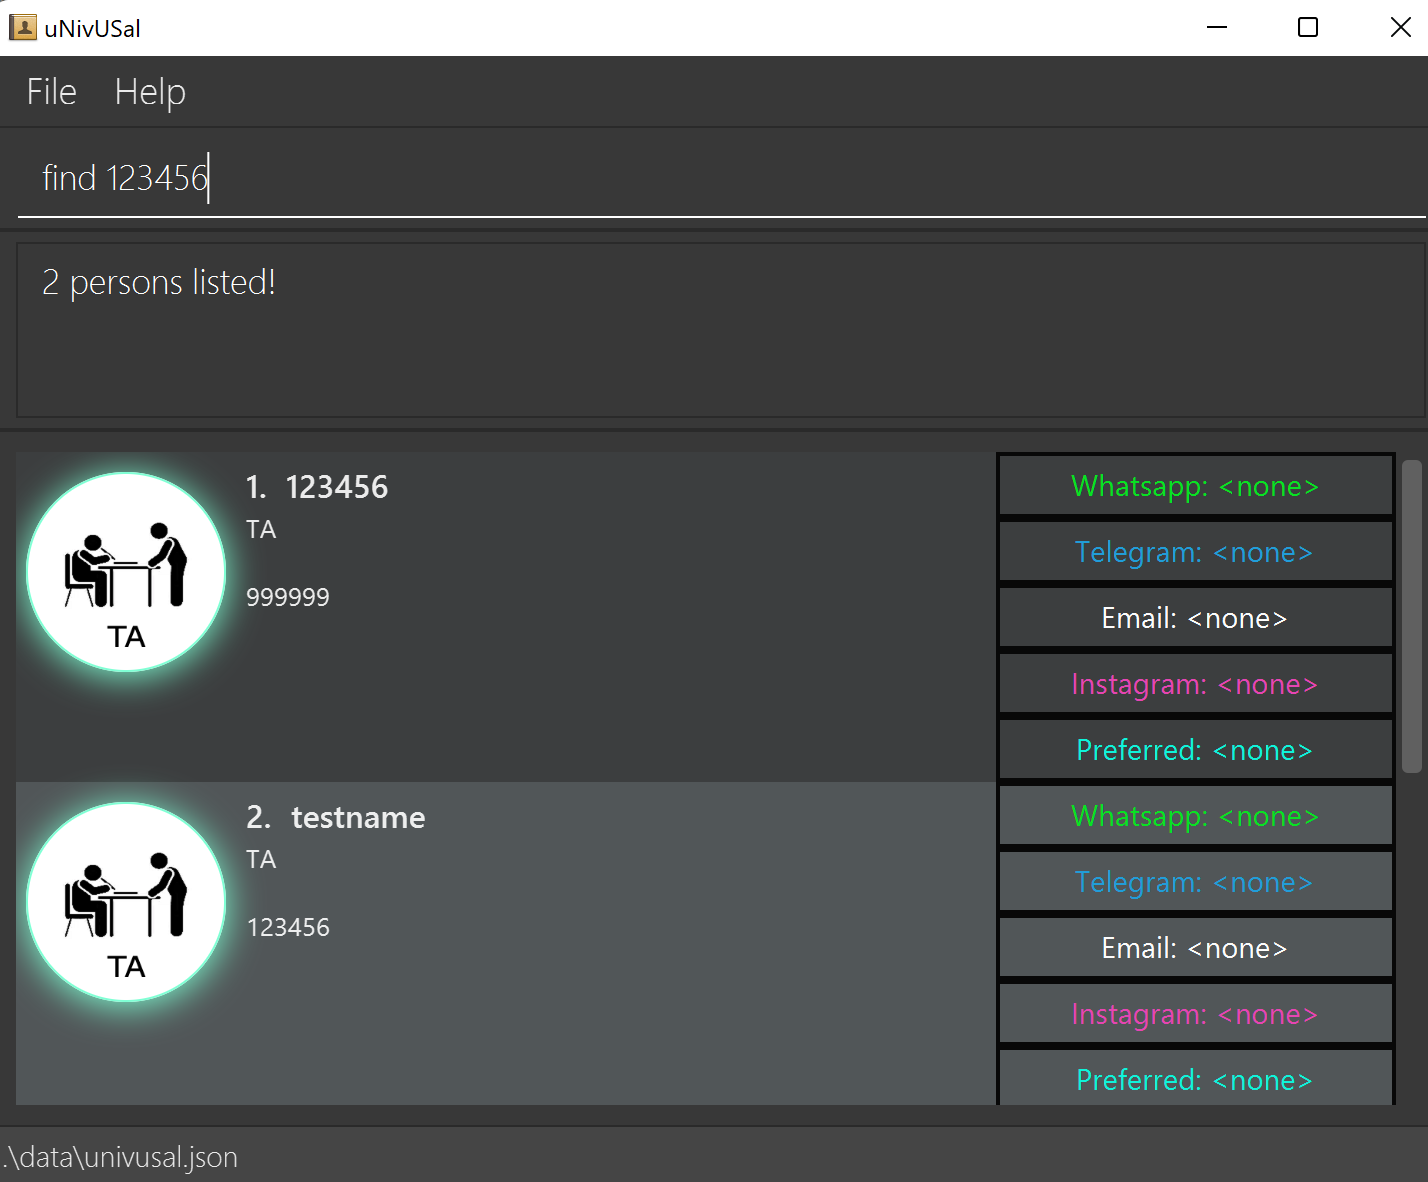 uNivUSal
File Help
find 123456
2 persons listed!
1. 123456
TA
999999
TA
Whatsapp: <none>
Telegram: <none>
Email: <none>
Instagram: <none>
Preferred: <none>
2. testname
TA
123456
TA
Whatsapp: <none>
Telegram: <none>
Email: <none>
Instagram: <none>
Preferred: <none>
.\data\univusal.json